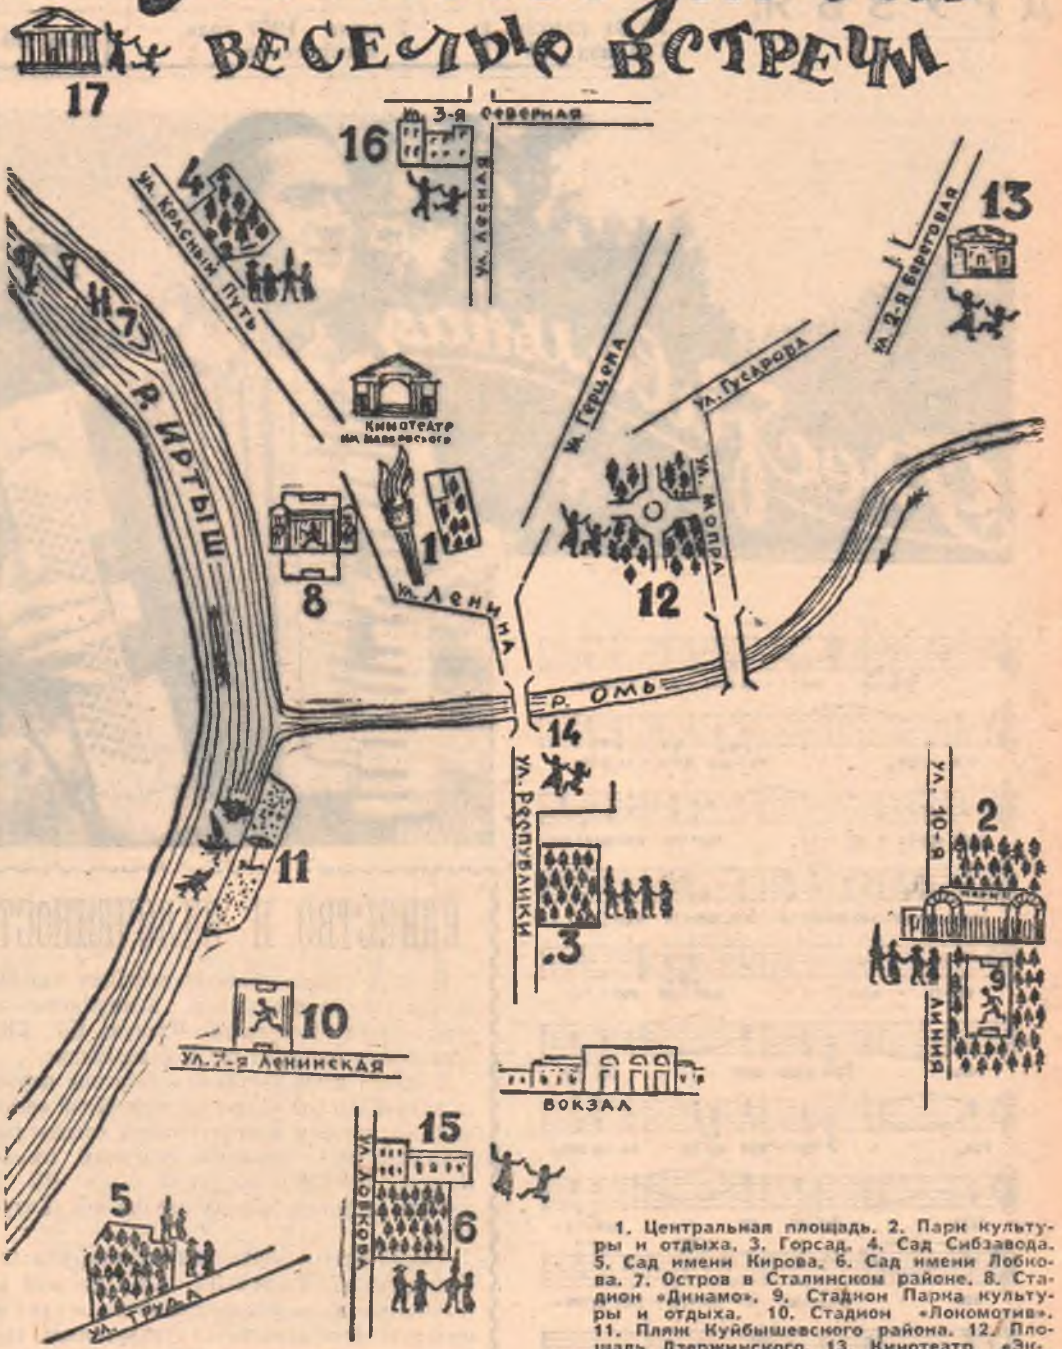 ВЕСЕЛЫЕ ВСТРЕЧИ
17
ул. 3-я СЕВЕРНАЯ
16
ул. ЛЕСНАЯ
4
ул. КРАСНЫЙ ПУТЬ
13
ул. 2-я БЕРЕГОВАЯ
7
Р. ИРТЫШ
КИНОТЕАТР
ИМ. МАЯКОВСКОГО
ул. ГЕРЦЕНА
ул. ГУСАРОВА
ул. МОПРА
1
8
12
ул. ЛЕНИНА
Р. ОМЬ
14
ул. РЕСПУБЛИКИ
ул. 10-я ЛИНИЯ
2
11
.3
9
10
ул. 7-я ЛЕНИНСКАЯ
ВОКЗАЛ
15
ул. ЛОБКОВА
5
6
ул. ТРУДА
1. Центральная площадь. 2. Парк культу-
ры и отдыха. 3. Горсад. 4. Сад Сибзавода.
5. Сад имени Кирова. 6. Сад имени Лобко-
ва. 7. Остров в Сталинском районе. 8. Ста-
дион «Динамо». 9. Стадион Парка культу-
ры и отдыха. 10. Стадион «Локомотив».
11. Пляж Куйбышевского района. 12. Пло-
щадь Дзержинского. 13. Кинотеатр «Эк-